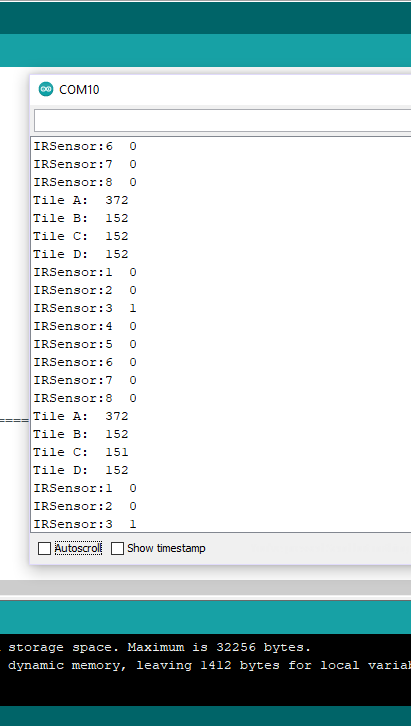 COM10
IRSensor:6 0
IRSensor:7 0
IRSensor:8 0
Tile A: 372
Tile B: 152
Tile C: 152
Tile D: 152
IRSensor:1 0
IRSensor:2 0
IRSensor:3 1
IRSensor:4 0
IRSensor:5 0
IRSensor:6 0
IRSensor:7 0
IRSensor:8 0
Tile A: 372
Tile B: 152
Tile C: 151
Tile D: 152
IRSensor:1 0
IRSensor:2 0
IRSensor:3 1
Autoscroll Show timestamp
storage space. Maximum is 32256 bytes.
dynamic memory, leaving 1412 bytes for local